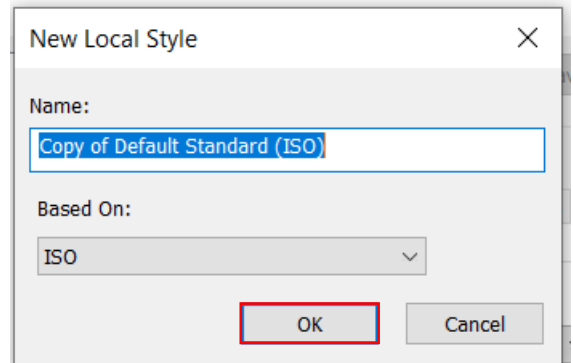 New Local Style
Name:
Copy of Default Standard (ISO)
Based On:
ISO
OK Cancel